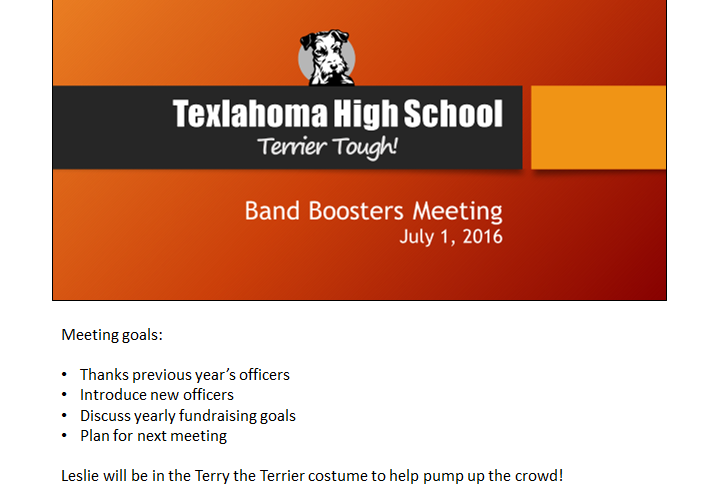 Texlahoma High School
Terrier Tough!
Band Boosters Meeting
July 1, 2016
Meeting goals:
• Thanks previous year’s officers
• Introduce new officers
• Discuss yearly fundraising goals
• Plan for next meeting
Leslie will be in the Terry the Terrier costume to help pump up the crowd!